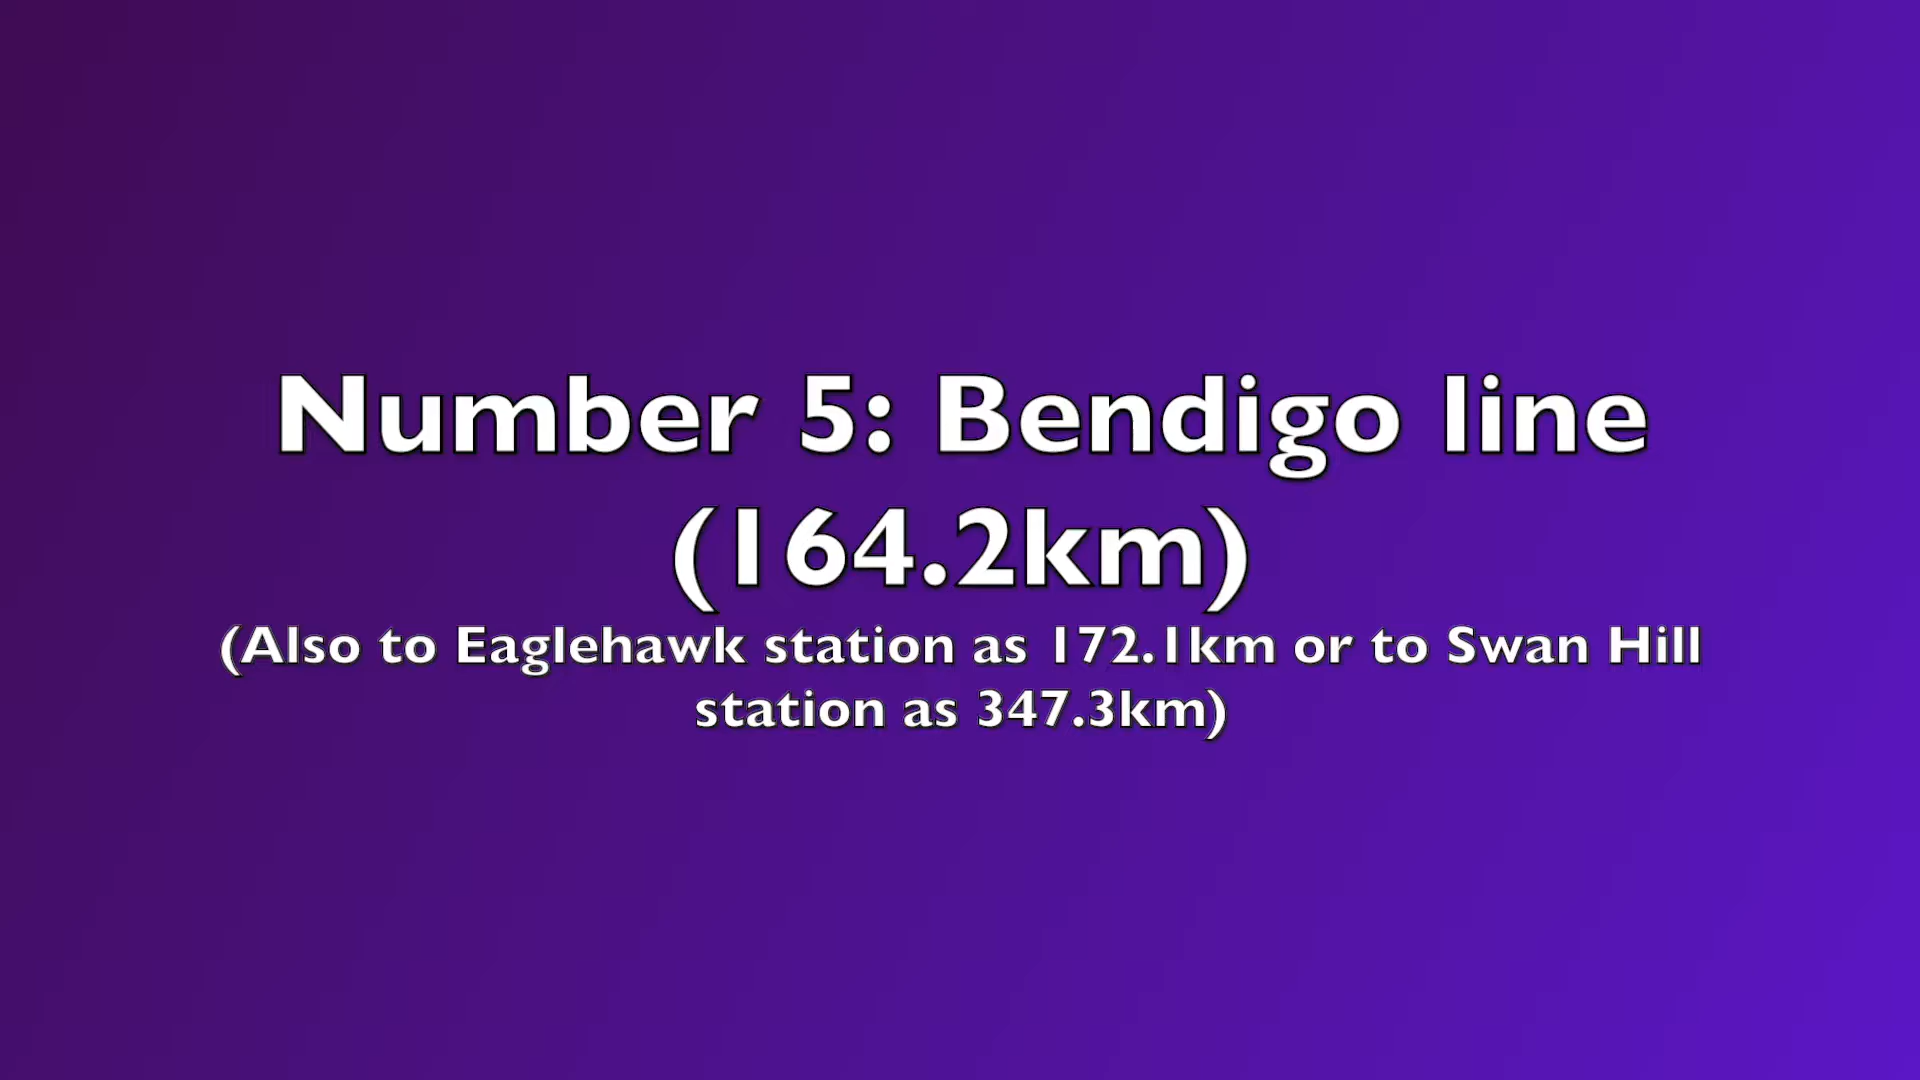 Number 5: Bendigo line
(164.2km)
(Also to Eaglehawk station as 172.1km or to Swan Hill
station as 347.3km)